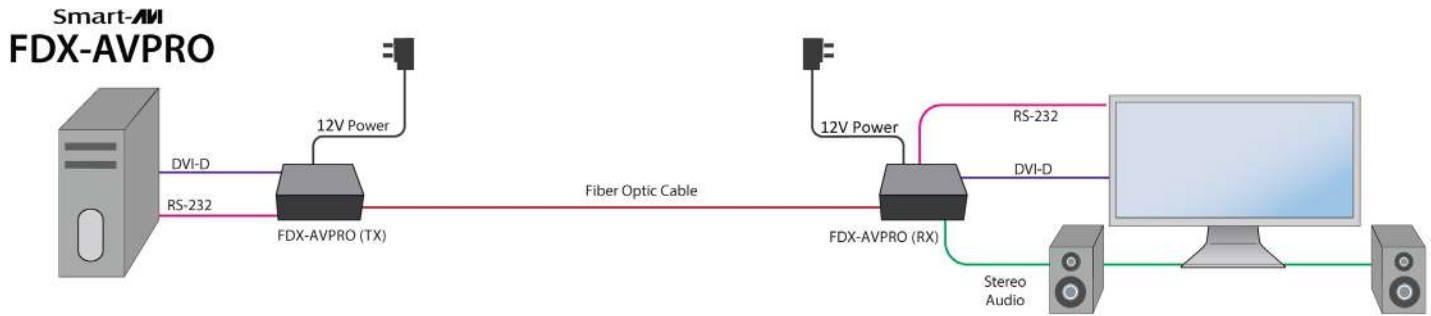 Smart-AVI
FDX-AVPRO
12V Power
DVI-D
RS-232
FDX-AVPRO (TX)
Fiber Optic Cable
12V Power
RS-232
DVI-D
FDX-AVPRO (RX)
Stereo
Audio